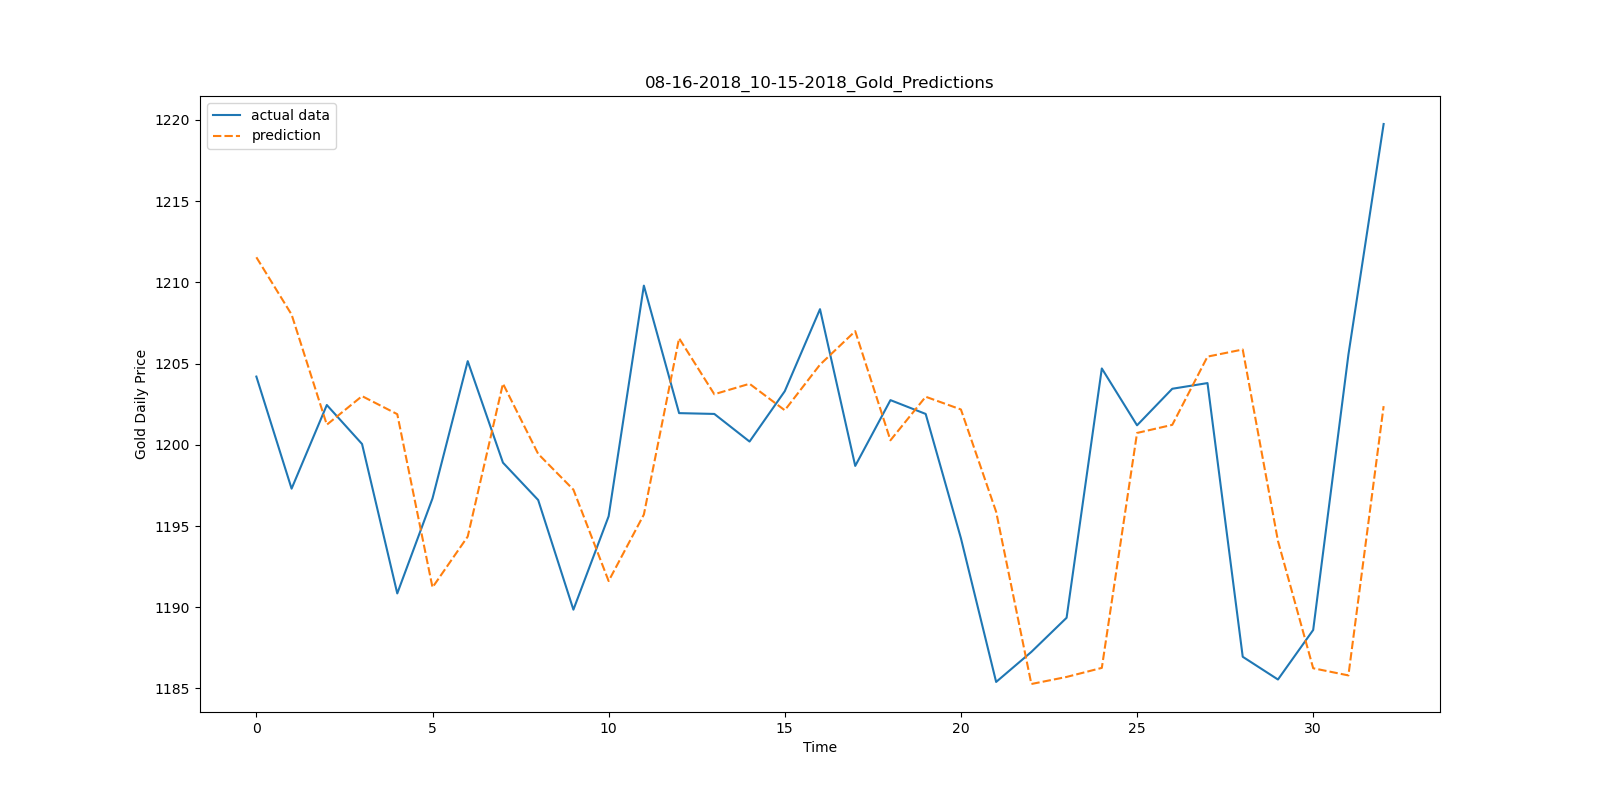 08-16-2018_10-15-2018_Gold_Predictions
actual data
prediction
1220
1215
1210
1205
1200
1195
1190
1185
Gold Daily Price
0 5 10 15 20 25 30
Time